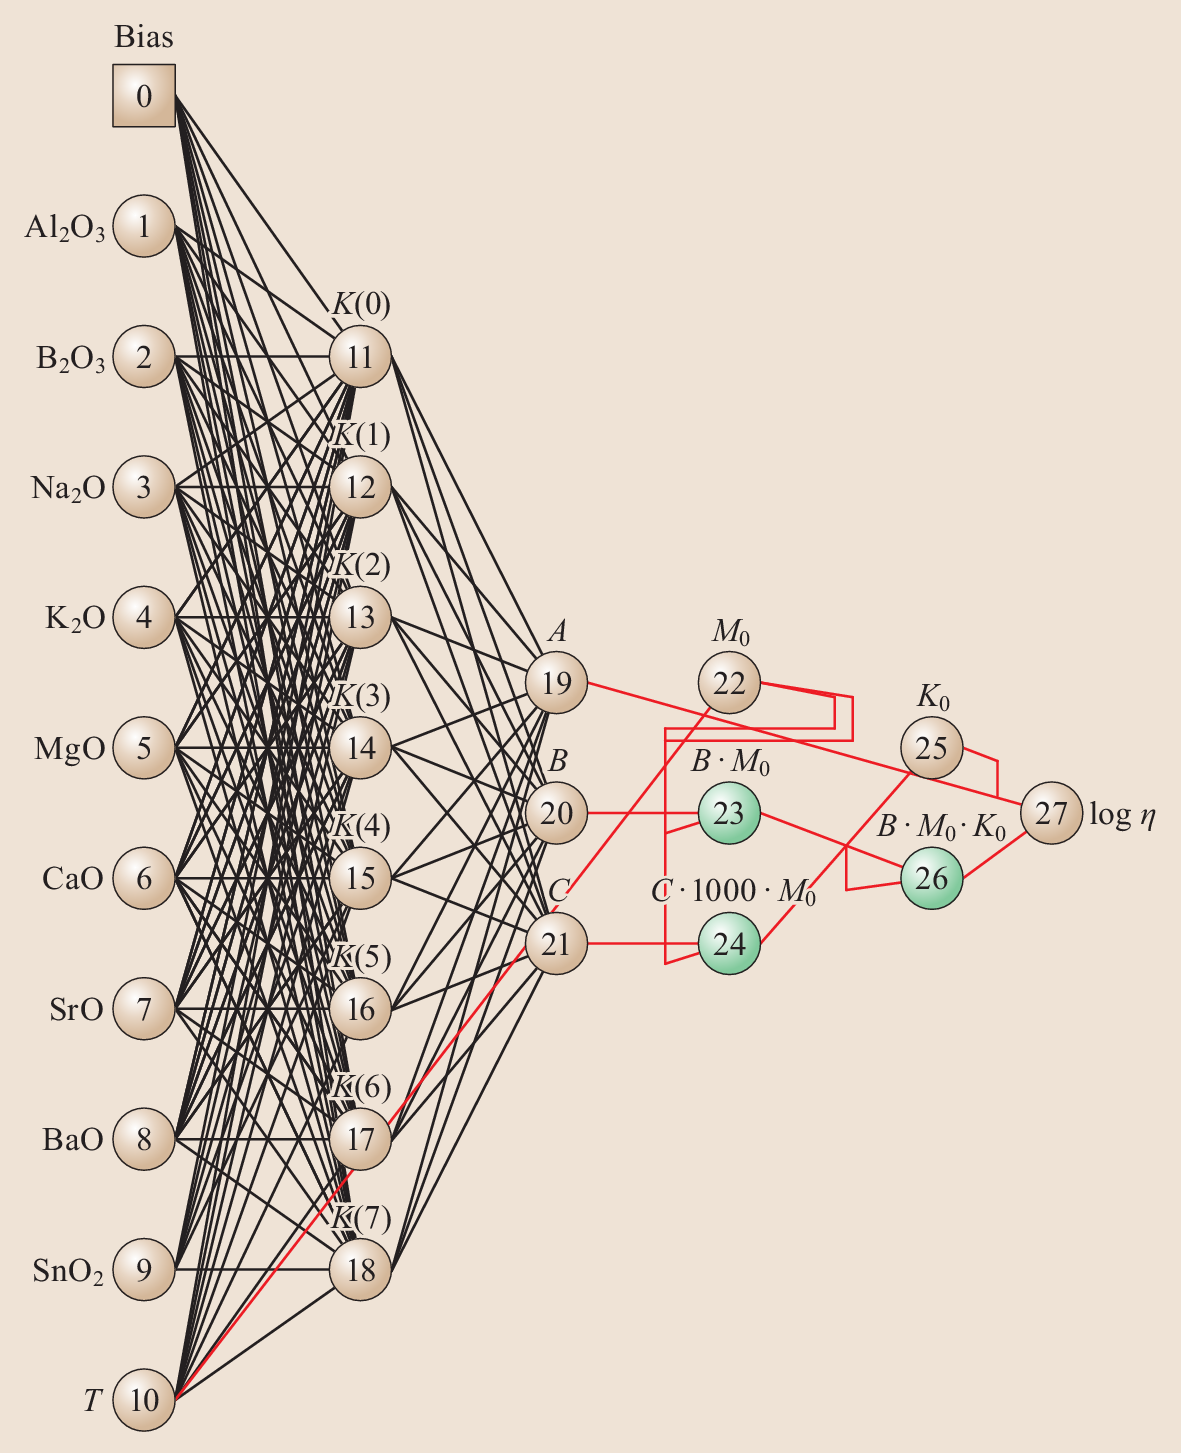 Bias
0
Al₂O₃ 1
B₂O₃ 2
Na₂O 3
K₂O 4
MgO 5
CaO 6
SrO 7
BaO 8
SnO₂ 9
T 10
K(0)
11
K(1)
12
K(2)
13
K(3)
14
K(4)
15
K(5)
16
K(6)
17
K(7)
18
A
19
B
20
C
21
M₀
22
B · M₀
23
C · 1000 · M₀
24
K₀
25
B · M₀ · K₀
26
27 log η